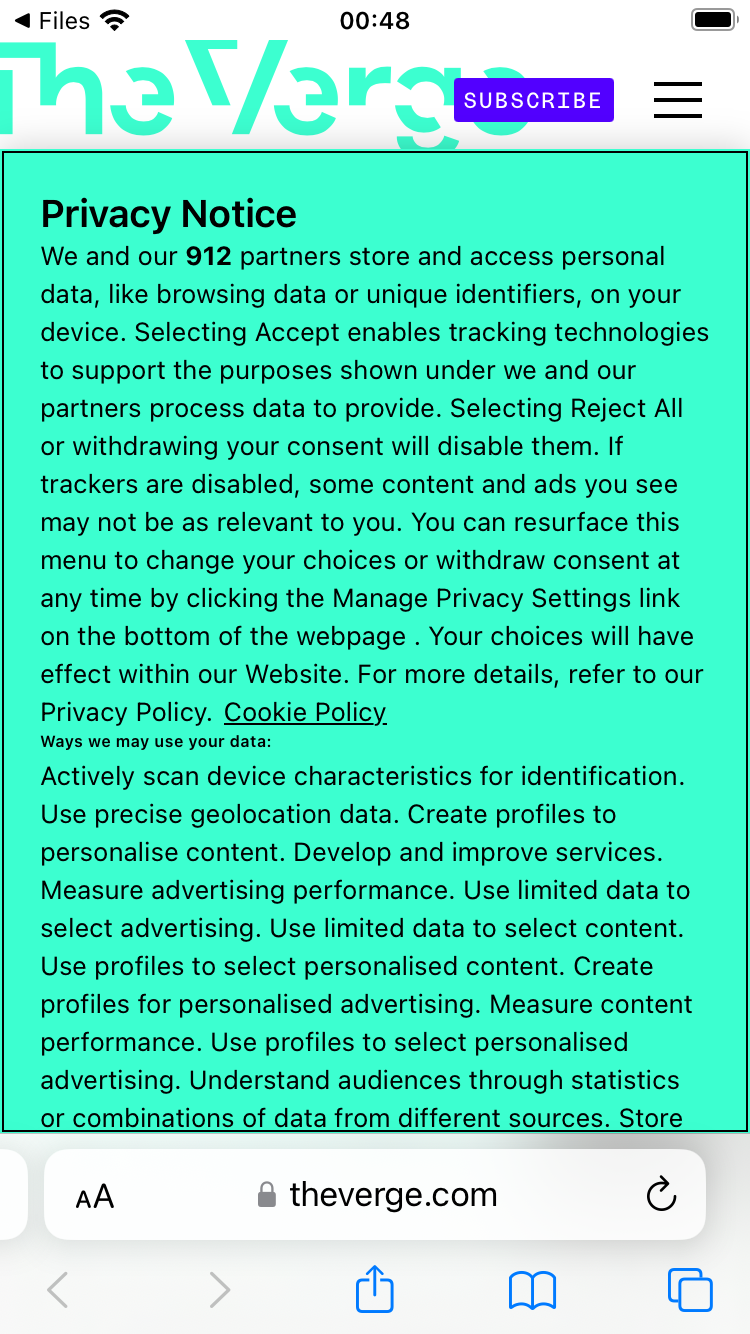 ◀ Files
00:48
The Verge
SUBSCRIBE
Privacy Notice
We and our 912 partners store and access personal
data, like browsing data or unique identifiers, on your
device. Selecting Accept enables tracking technologies
to support the purposes shown under we and our
partners process data to provide. Selecting Reject All
or withdrawing your consent will disable them. If
trackers are disabled, some content and ads you see
may not be as relevant to you. You can resurface this
menu to change your choices or withdraw consent at
any time by clicking the Manage Privacy Settings link
on the bottom of the webpage . Your choices will have
effect within our Website. For more details, refer to our
Privacy Policy. Cookie Policy
Ways we may use your data:
Actively scan device characteristics for identification.
Use precise geolocation data. Create profiles to
personalise content. Develop and improve services.
Measure advertising performance. Use limited data to
select advertising. Use limited data to select content.
Use profiles to select personalised content. Create
profiles for personalised advertising. Measure content
performance. Use profiles to select personalised
advertising. Understand audiences through statistics
or combinations of data from different sources. Store
AA
theverge.com